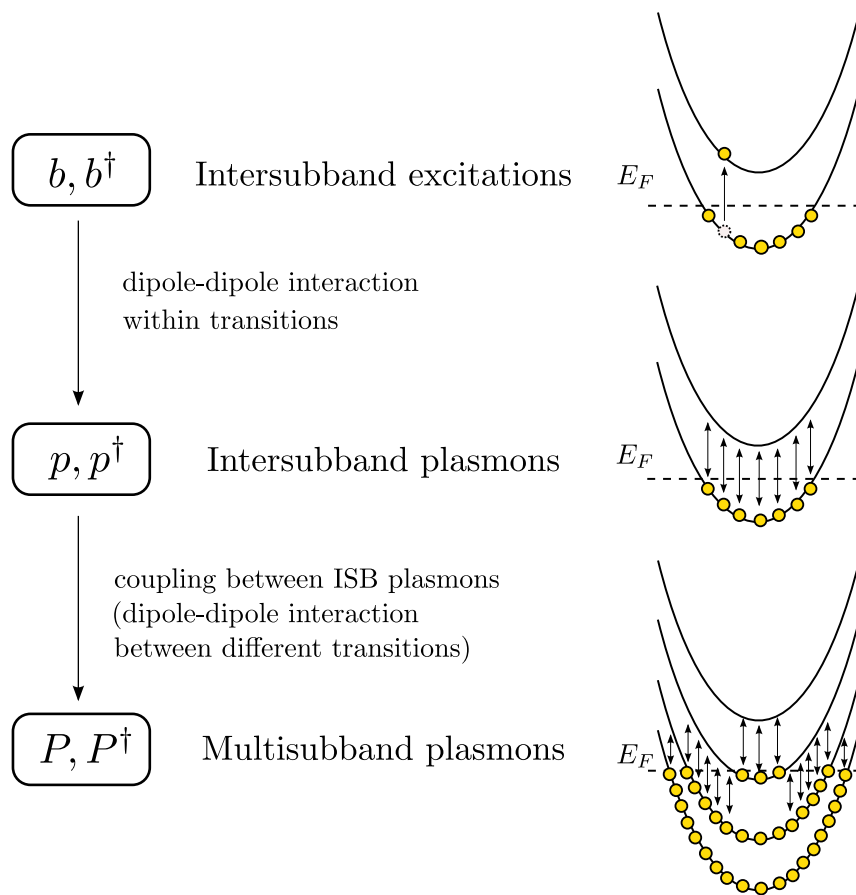 b, b† Intersubband excitations E_F
dipole-dipole interaction
within transitions
p, p† Intersubband plasmons E_F
coupling between ISB plasmons
(dipole-dipole interaction
between different transitions)
P, P† Multisubband plasmons E_F